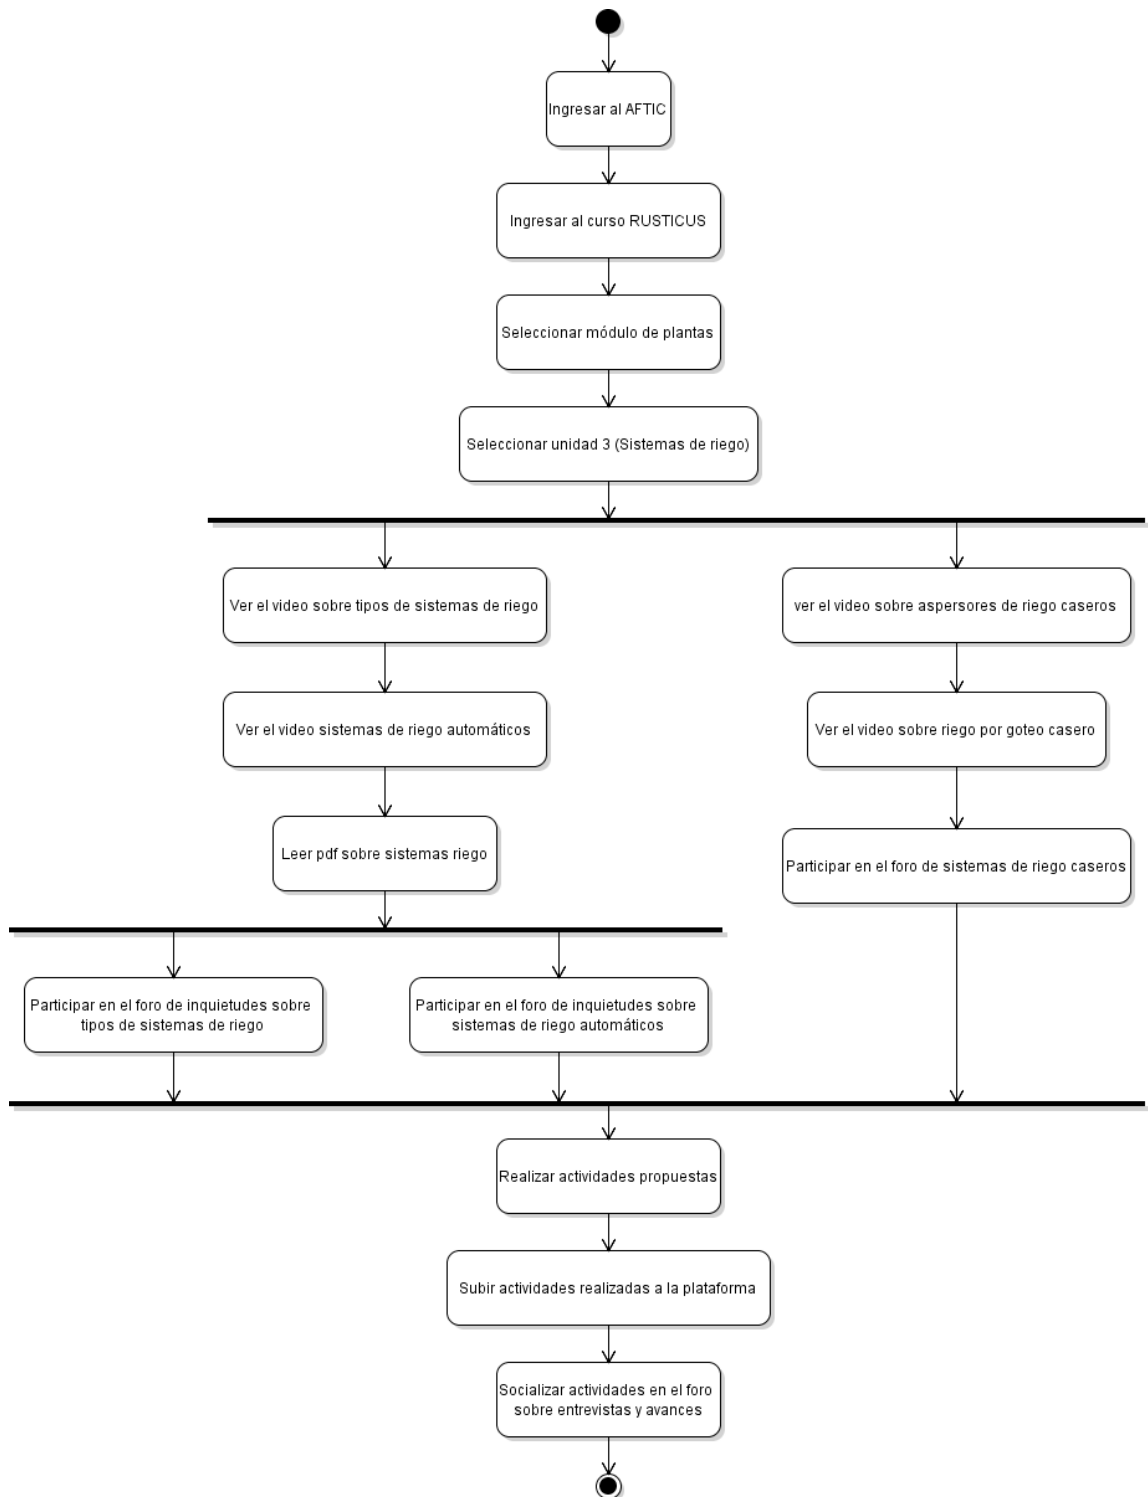 Ingresar al AFTIC
Ingresar al curso RUSTICUS
Seleccionar módulo de plantas
Seleccionar unidad 3 (Sistemas de riego)
Ver el video sobre tipos de sistemas de riego
ver el video sobre aspersores de riego caseros
Ver el video sistemas de riego automáticos
Ver el video sobre riego por goteo casero
Leer pdf sobre sistemas riego
Participar en el foro de sistemas de riego caseros
Participar en el foro de inquietudes sobre
tipos de sistemas de riego
Participar en el foro de inquietudes sobre
sistemas de riego automáticos
Realizar actividades propuestas
Subir actividades realizadas a la plataforma
Socializar actividades en el foro
sobre entrevistas y avances